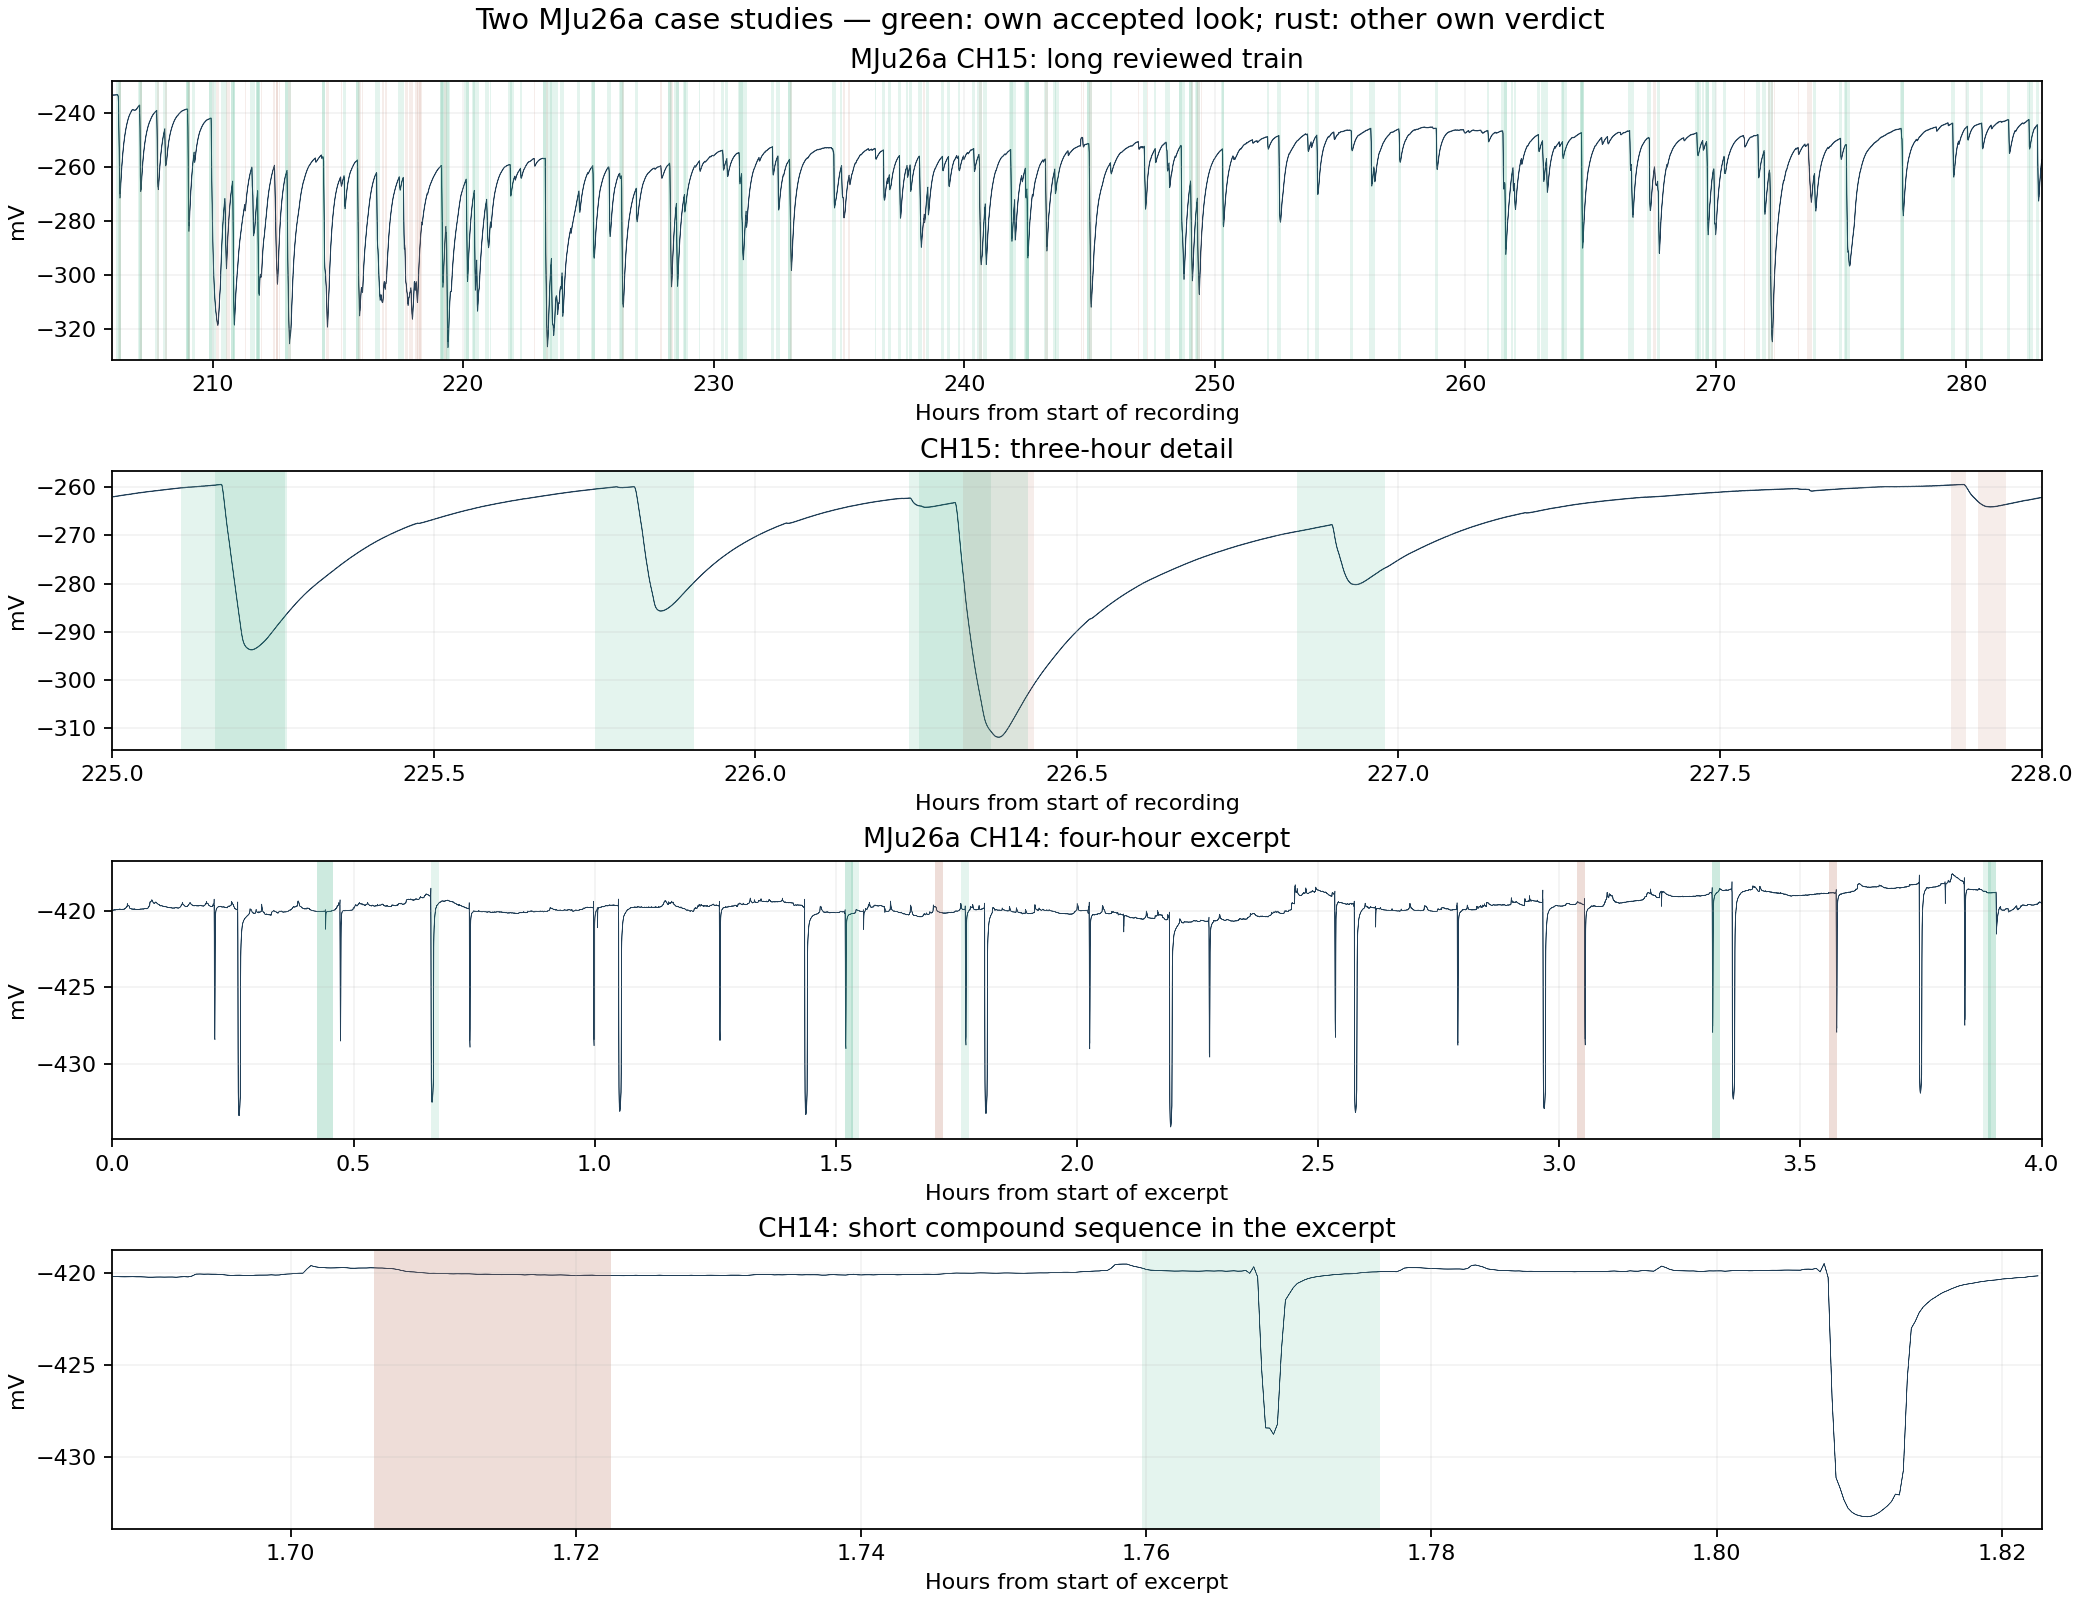 Two MJu26a case studies — green: own accepted look; rust: other own verdict
MJu26a CH15: long reviewed train
−240
−260
−280
−300
−320
mV
210 220 230 240 250 260 270 280
Hours from start of recording
CH15: three-hour detail
−260
−270
−280
−290
−300
−310
mV
225.0 225.5 226.0 226.5 227.0 227.5 228.0
Hours from start of recording
MJu26a CH14: four-hour excerpt
−420
−425
−430
mV
0.0 0.5 1.0 1.5 2.0 2.5 3.0 3.5 4.0
Hours from start of excerpt
CH14: short compound sequence in the excerpt
−420
−425
−430
mV
1.70 1.72 1.74 1.76 1.78 1.80 1.82
Hours from start of excerpt